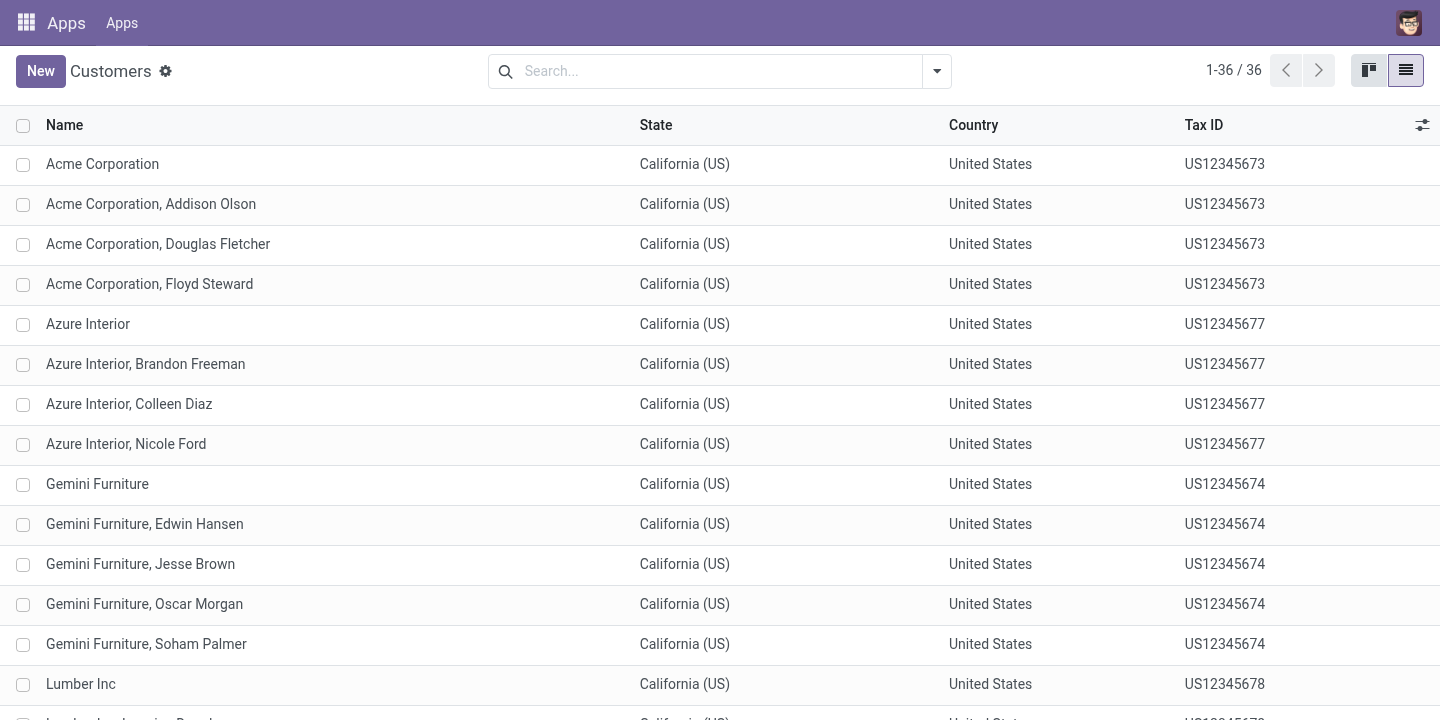 Apps Apps
New Customers Search... 1-36 / 36
Name State Country Tax ID
Acme Corporation California (US) United States US12345673
Acme Corporation, Addison Olson California (US) United States US12345673
Acme Corporation, Douglas Fletcher California (US) United States US12345673
Acme Corporation, Floyd Steward California (US) United States US12345673
Azure Interior California (US) United States US12345677
Azure Interior, Brandon Freeman California (US) United States US12345677
Azure Interior, Colleen Diaz California (US) United States US12345677
Azure Interior, Nicole Ford California (US) United States US12345677
Gemini Furniture California (US) United States US12345674
Gemini Furniture, Edwin Hansen California (US) United States US12345674
Gemini Furniture, Jesse Brown California (US) United States US12345674
Gemini Furniture, Oscar Morgan California (US) United States US12345674
Gemini Furniture, Soham Palmer California (US) United States US12345674
Lumber Inc California (US) United States US12345678